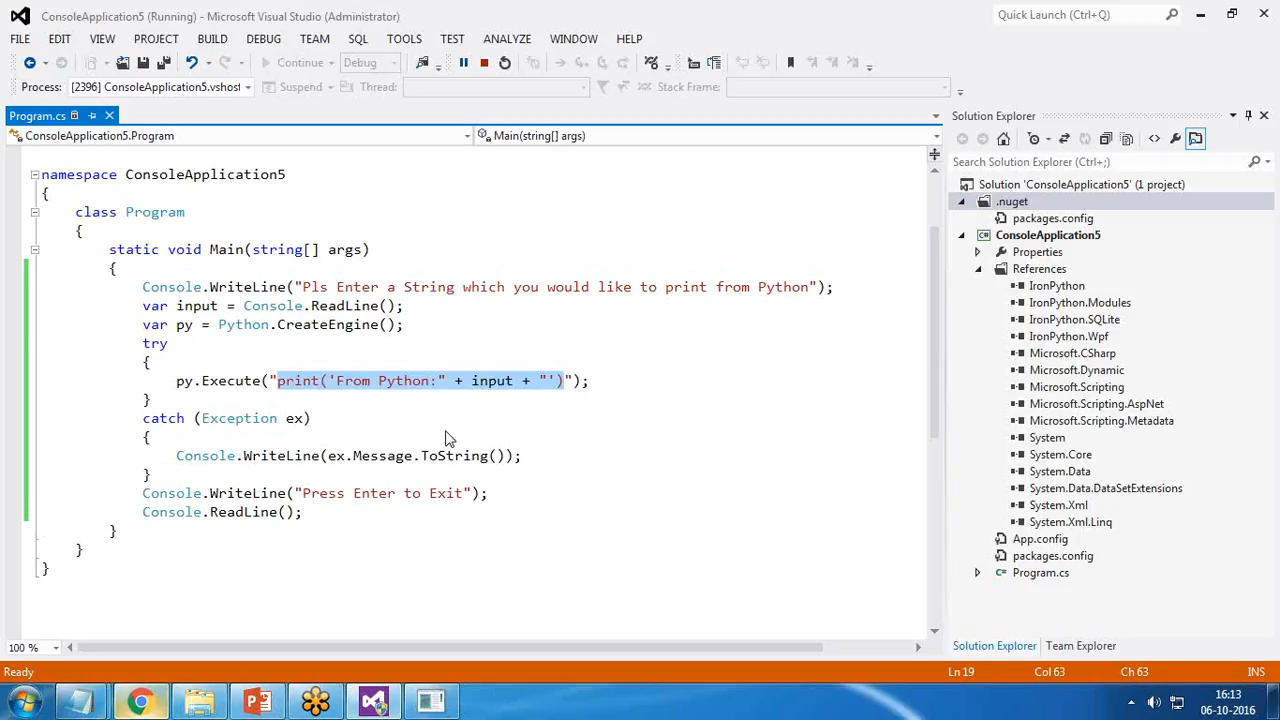 ConsoleApplication5 (Running) - Microsoft Visual Studio (Administrator)
Quick Launch (Ctrl+Q)
FILE EDIT VIEW PROJECT BUILD DEBUG TEAM SQL TOOLS TEST ANALYZE WINDOW HELP
Continue Debug
Process: [2396] ConsoleApplication5.vshost Suspend Thread: Stack Frame:
Program.cs
ConsoleApplication5.Program Main(string[] args)
namespace ConsoleApplication5
{
class Program
{
static void Main(string[] args)
{
Console.WriteLine("Pls Enter a String which you would like to print from Python");
var input = Console.ReadLine();
var py = Python.CreateEngine();
try
{
py.Execute("print('From Python:" + input + "')");
}
catch (Exception ex)
{
Console.WriteLine(ex.Message.ToString());
}
Console.WriteLine("Press Enter to Exit");
Console.ReadLine();
}
}
}
100 %
Solution Explorer
Search Solution Explorer (Ctrl+;)
Solution 'ConsoleApplication5' (1 project)
.nuget
packages.config
ConsoleApplication5
Properties
References
IronPython
IronPython.Modules
IronPython.SQLite
IronPython.Wpf
Microsoft.CSharp
Microsoft.Dynamic
Microsoft.Scripting
Microsoft.Scripting.AspNet
Microsoft.Scripting.Metadata
System
System.Core
System.Data
System.Data.DataSetExtensions
System.Xml
System.Xml.Linq
App.config
packages.config
Program.cs
Solution Explorer Team Explorer
Ready Ln 19 Col 63 Ch 63 INS
16:13
06-10-2016